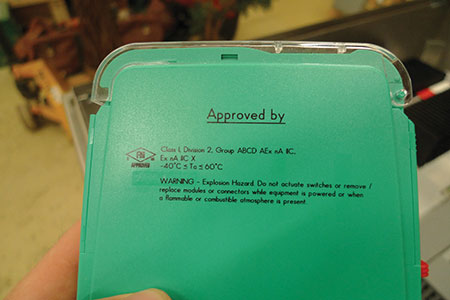 Approved by
Class I, Division 2, Group ABCD AEx nA IIC,
Ex nA IIC X
-40°C ≤ Ta ≤ 60°C
APPROVED
WARNING - Explosion Hazard. Do not actuate switches or remove /
replace modules or connectors while equipment is powered or when
a flammable or combustible atmosphere is present.